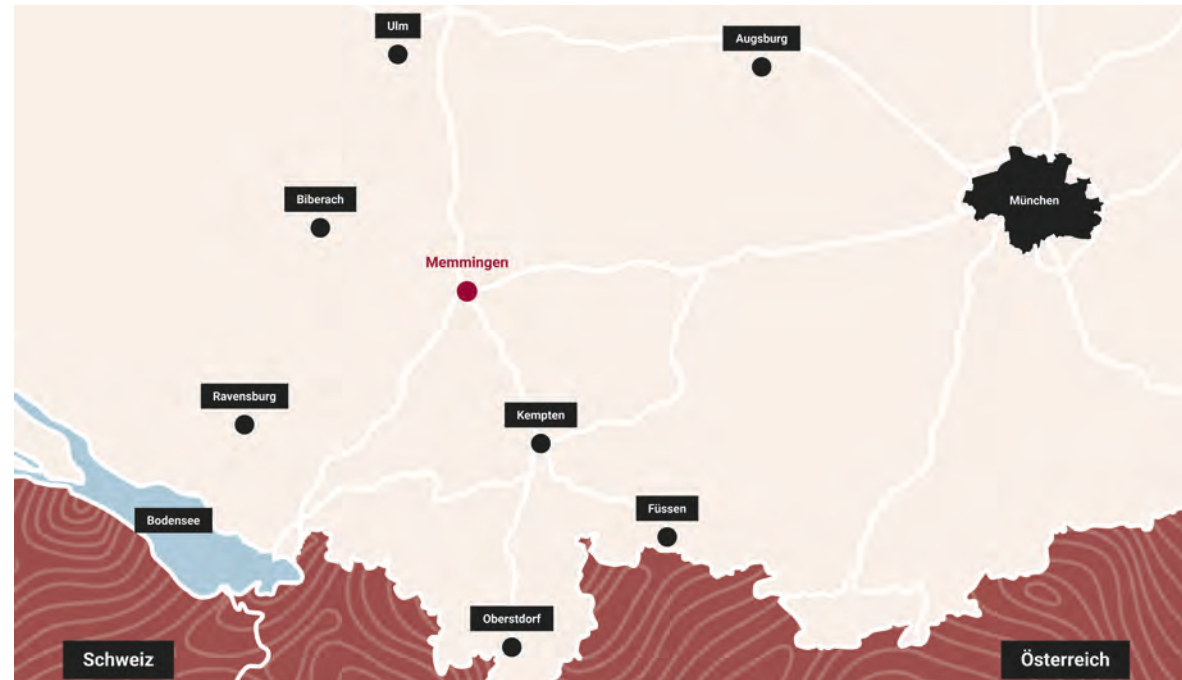 Ulm
Augsburg
Biberach
München
Memmingen
Ravensburg
Kempten
Bodensee
Füssen
Oberstdorf
Schweiz
Österreich